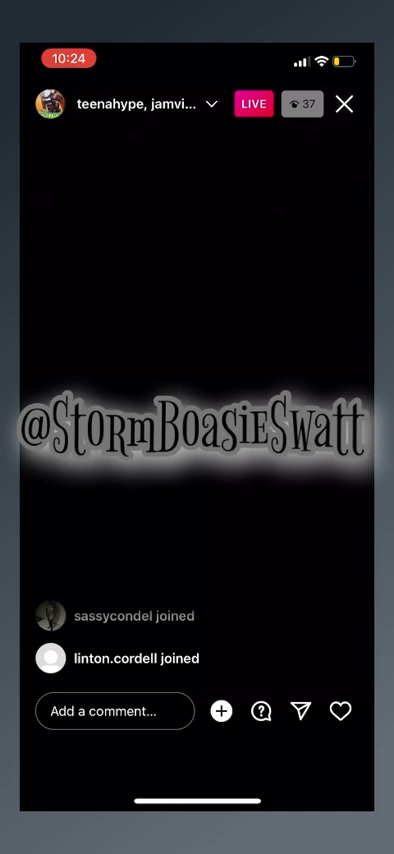 10:24
teenahype, jamvi... LIVE 37
@StormBoasieSwatt
sassycondel joined
linton.cordell joined
Add a comment...